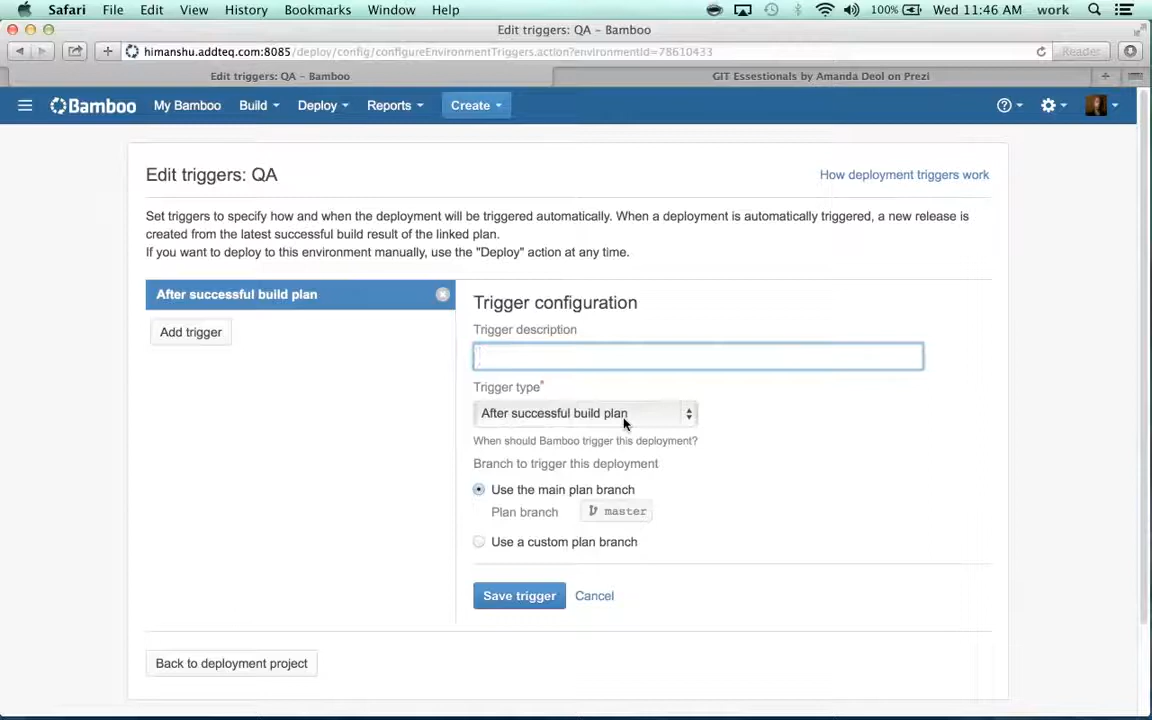 Safari File Edit View History Bookmarks Window Help 100% Wed 11:46 AM work
Edit triggers: QA – Bamboo
himanshu.addteq.com:8085/deploy/config/configureEnvironmentTriggers.action?environmentId=78610433 Reader
Edit triggers: QA – Bamboo GIT Essestionals by Amanda Deol on Prezi
Bamboo My Bamboo Build Deploy Reports Create
Edit triggers: QA How deployment triggers work
Set triggers to specify how and when the deployment will be triggered automatically. When a deployment is automatically triggered, a new release is
created from the latest successful build result of the linked plan.
If you want to deploy to this environment manually, use the "Deploy" action at any time.
After successful build plan
Add trigger
Trigger configuration
Trigger description
Trigger type*
After successful build plan
When should Bamboo trigger this deployment?
Branch to trigger this deployment
Use the main plan branch
Plan branch master
Use a custom plan branch
Save trigger Cancel
Back to deployment project